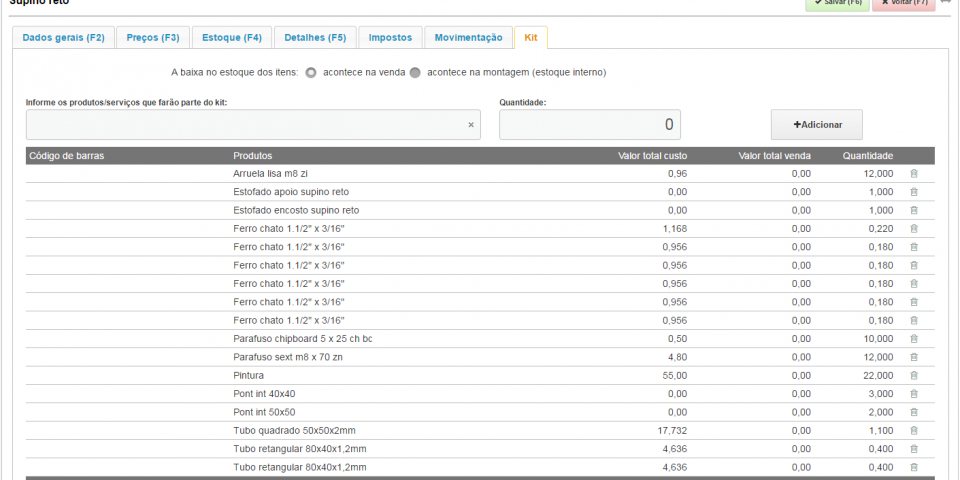 Supino reto
Salvar (F6) Voltar (F7)
Dados gerais (F2) Preços (F3) Estoque (F4) Detalhes (F5) Impostos Movimentação Kit
A baixa no estoque dos itens: acontece na venda acontece na montagem (estoque interno)
Informe os produtos/serviços que farão parte do kit: Quantidade:
× 0 +Adicionar
Código de barras Produtos Valor total custo Valor total venda Quantidade
Arruela lisa m8 zi 0,96 0,00 12,000
Estofado apoio supino reto 0,00 0,00 1,000
Estofado encosto supino reto 0,00 0,00 1,000
Ferro chato 1.1/2" x 3/16" 1,168 0,00 0,220
Ferro chato 1.1/2" x 3/16" 0,956 0,00 0,180
Ferro chato 1.1/2" x 3/16" 0,956 0,00 0,180
Ferro chato 1.1/2" x 3/16" 0,956 0,00 0,180
Ferro chato 1.1/2" x 3/16" 0,956 0,00 0,180
Ferro chato 1.1/2" x 3/16" 0,956 0,00 0,180
Parafuso chipboard 5 x 25 ch bc 0,50 0,00 10,000
Parafuso sext m8 x 70 zn 4,80 0,00 12,000
Pintura 55,00 0,00 22,000
Pont int 40x40 0,00 0,00 3,000
Pont int 50x50 0,00 0,00 2,000
Tubo quadrado 50x50x2mm 17,732 0,00 1,100
Tubo retangular 80x40x1,2mm 4,636 0,00 0,400
Tubo retangular 80x40x1,2mm 4,636 0,00 0,400